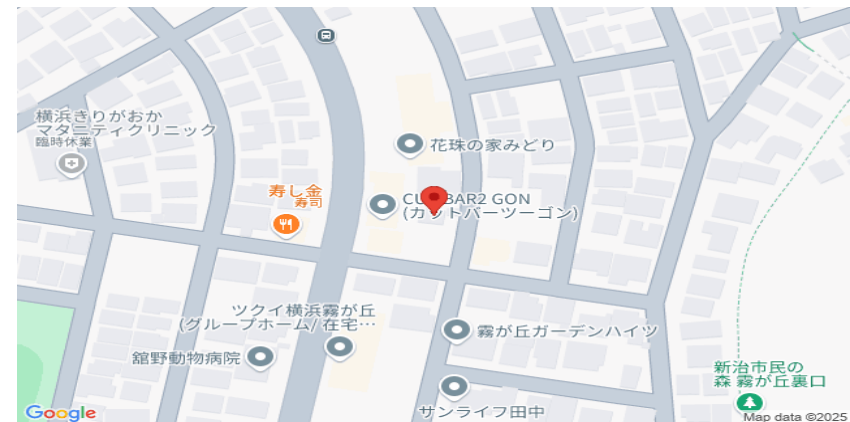 横浜きりがおか
マタニティクリニック
臨時休業
花珠の家みどり
寿し金
寿司
BAR2 GON
(カットバーツーゴン)
ツクイ横浜霧が丘
(グループホーム/ 在宅…
舘野動物病院
霧が丘ガーデンハイツ
サンライフ田中
新治市民の
森 霧が丘裏口
Google
Map data ©2025